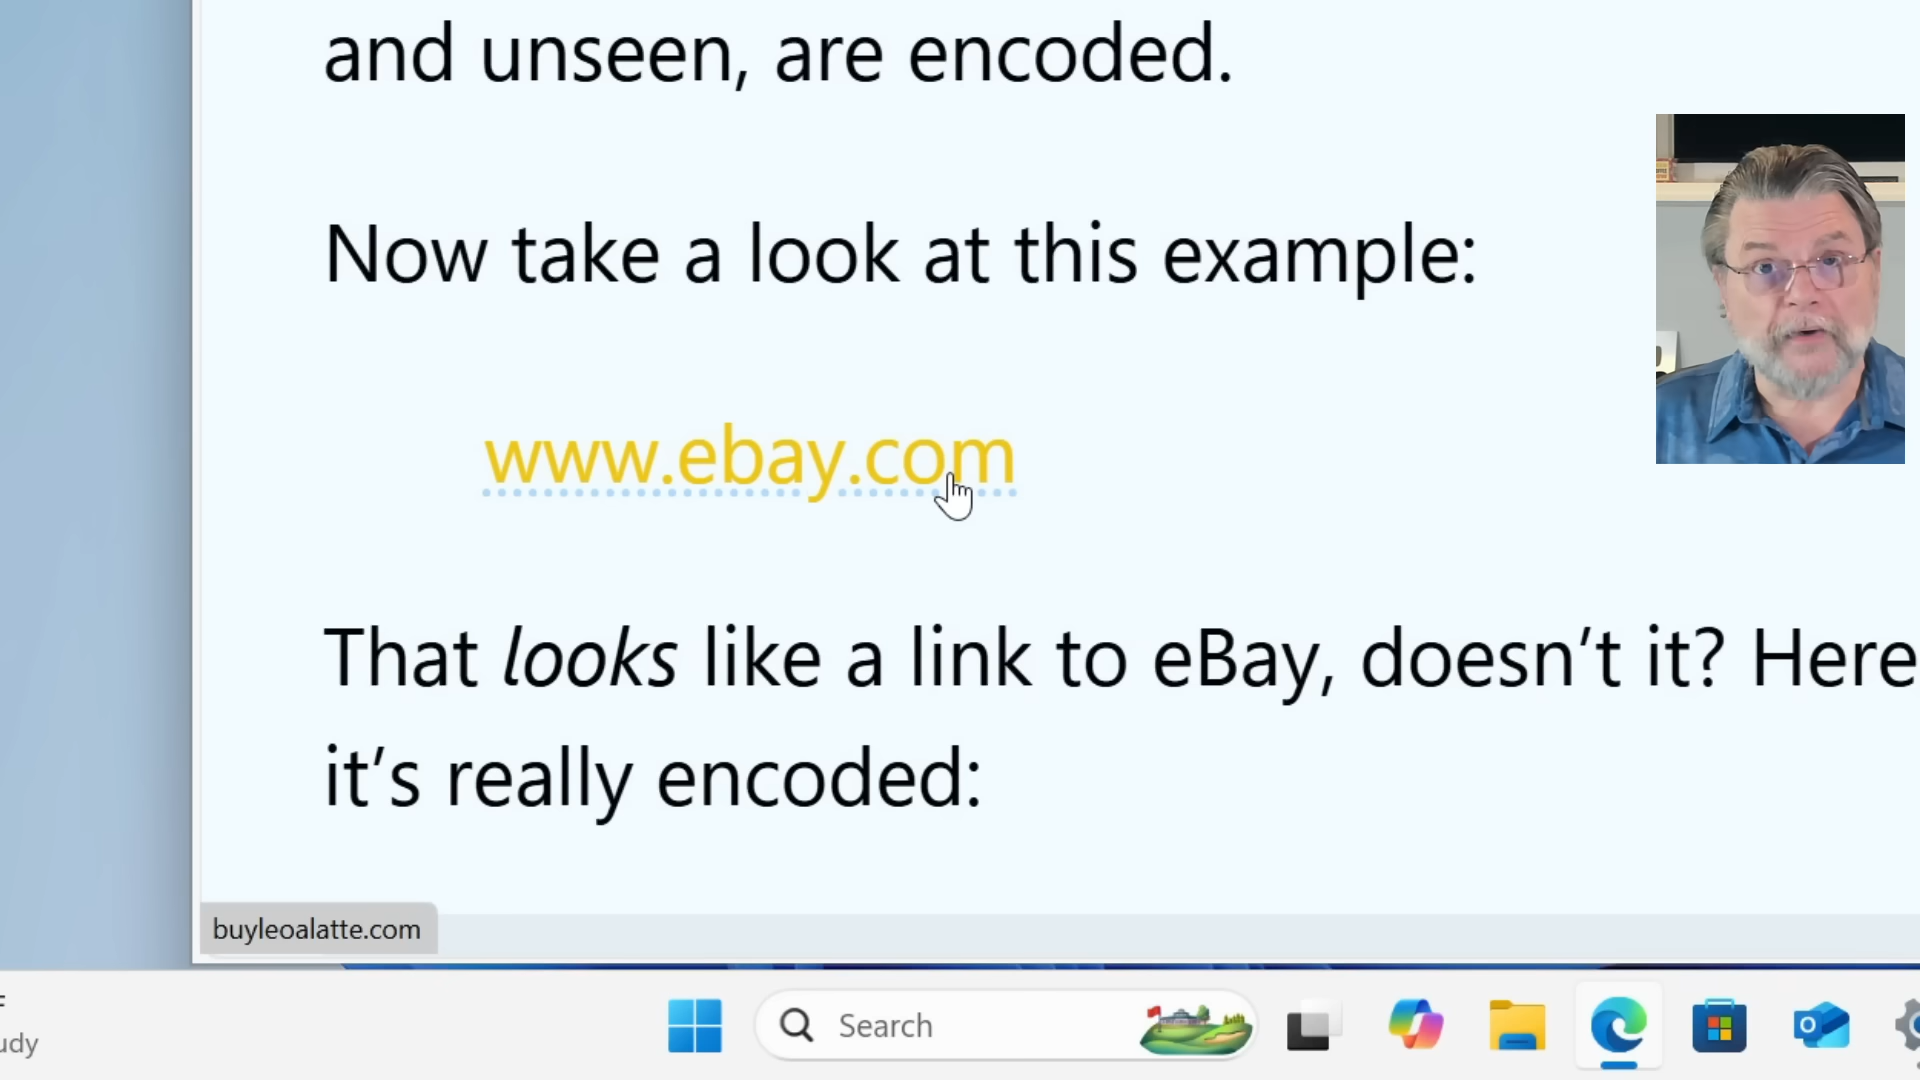 and unseen, are encoded.
Now take a look at this example:
www.ebay.com
That looks like a link to eBay, doesn’t it? Here
it’s really encoded:
buyleoalatte.com
udy
Search